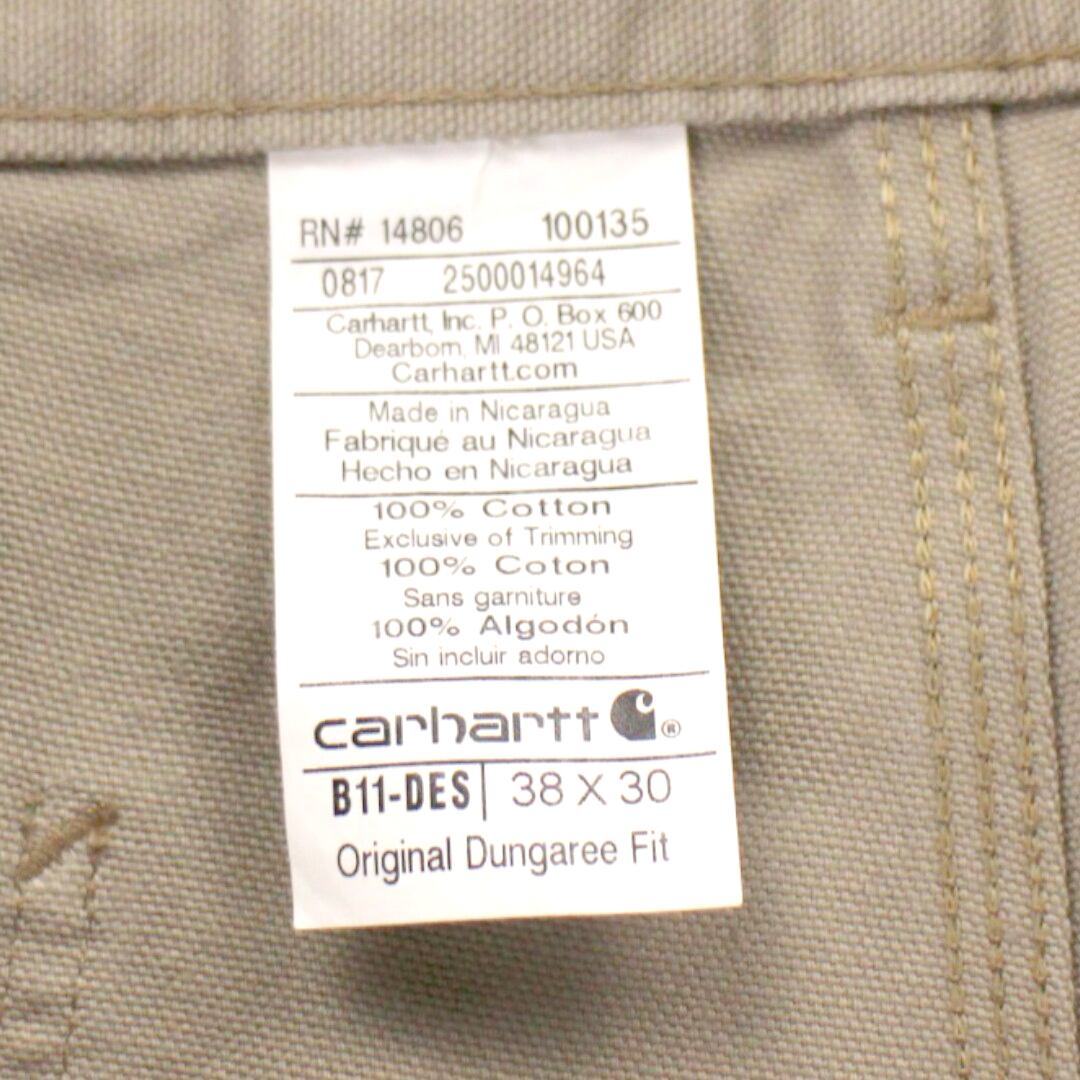 RN# 14806 100135
0817 2500014964
Carhartt, Inc. P. O. Box 600
Dearborn, MI 48121 USA
Carhartt.com
Made in Nicaragua
Fabriqué au Nicaragua
Hecho en Nicaragua
100% Cotton
Exclusive of Trimming
100% Coton
Sans garniture
100% Algodón
Sin incluir adorno
carhartt ®
B11-DES 38 X 30
Original Dungaree Fit